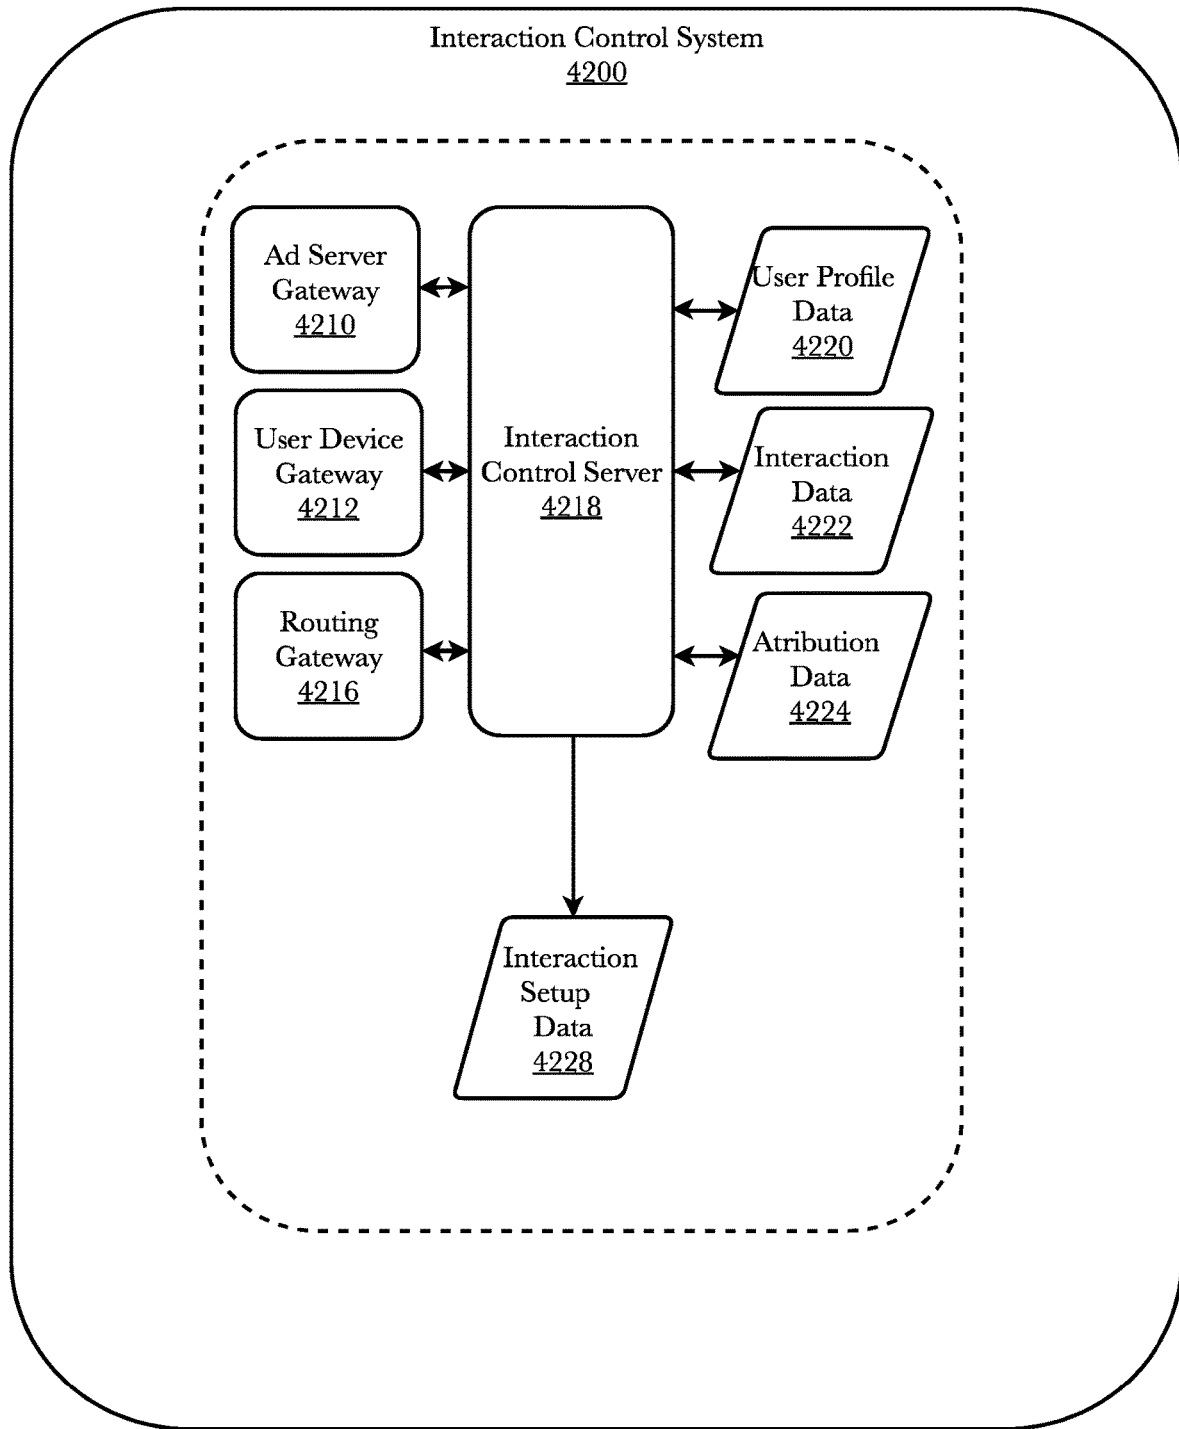 Interaction Control System
4200
Ad Server
Gateway
4210
User Device
Gateway
4212
Routing
Gateway
4216
Interaction
Control Server
4218
User Profile
Data
4220
Interaction
Data
4222
Atribution
Data
4224
Interaction
Setup
Data
4228